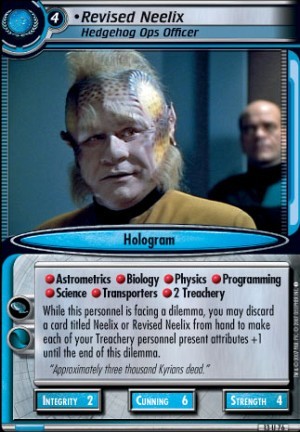 4
•Revised Neelix
Hedgehog Ops Officer
Hologram
•Astrometrics •Biology •Physics •Programming
•Science •Transporters •2 Treachery
While this personnel is facing a dilemma, you may discard
a card titled Neelix or Revised Neelix from hand to make
each of your Treachery personnel present attributes +1
until the end of this dilemma.
"Approximately three thousand Kyrians dead."
INTEGRITY 2 CUNNING 6 STRENGTH 4